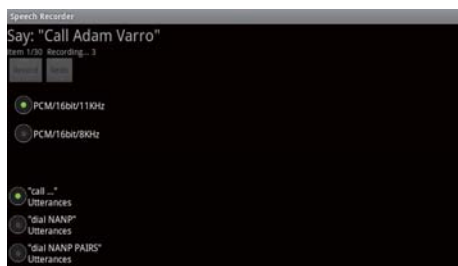 Speech Recorder
Say: "Call Adam Varro"
Item 1/30 Recording... 3
PCM/16bit/11KHz
PCM/16bit/8KHz
"call ..."
Utterances
"dial NANP"
Utterances
"dial NANP PAIRS"
Utterances